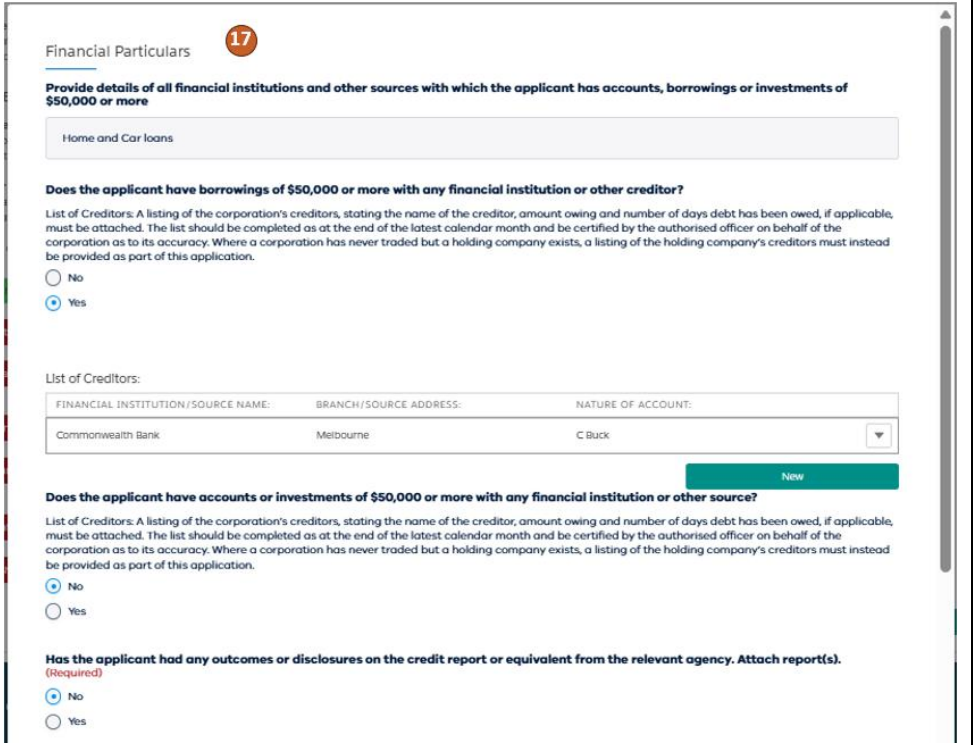 Financial Particulars
17
Provide details of all financial institutions and other sources with which the applicant has accounts, borrowings or investments of
$50,000 or more
Home and Car loans
Does the applicant have borrowings of $50,000 or more with any financial institution or other creditor?
List of Creditors: A listing of the corporation's creditors, stating the name of the creditor, amount owing and number of days debt has been owed, if applicable,
must be attached. The list should be completed as at the end of the latest calendar month and be certified by the authorised officer on behalf of the
corporation as to its accuracy. Where a corporation has never traded but a holding company exists, a listing of the holding company's creditors must instead
be provided as part of this application.
No
Yes
List of Creditors:
FINANCIAL INSTITUTION/SOURCE NAME: BRANCH/SOURCE ADDRESS: NATURE OF ACCOUNT:
Commonwealth Bank Melbourne C Buck
New
Does the applicant have accounts or investments of $50,000 or more with any financial institution or other source?
List of Creditors: A listing of the corporation's creditors, stating the name of the creditor, amount owing and number of days debt has been owed, if applicable,
must be attached. The list should be completed as at the end of the latest calendar month and be certified by the authorised officer on behalf of the
corporation as to its accuracy. Where a corporation has never traded but a holding company exists, a listing of the holding company's creditors must instead
be provided as part of this application.
No
Yes
Has the applicant had any outcomes or disclosures on the credit report or equivalent from the relevant agency. Attach report(s).
(Required)
No
Yes